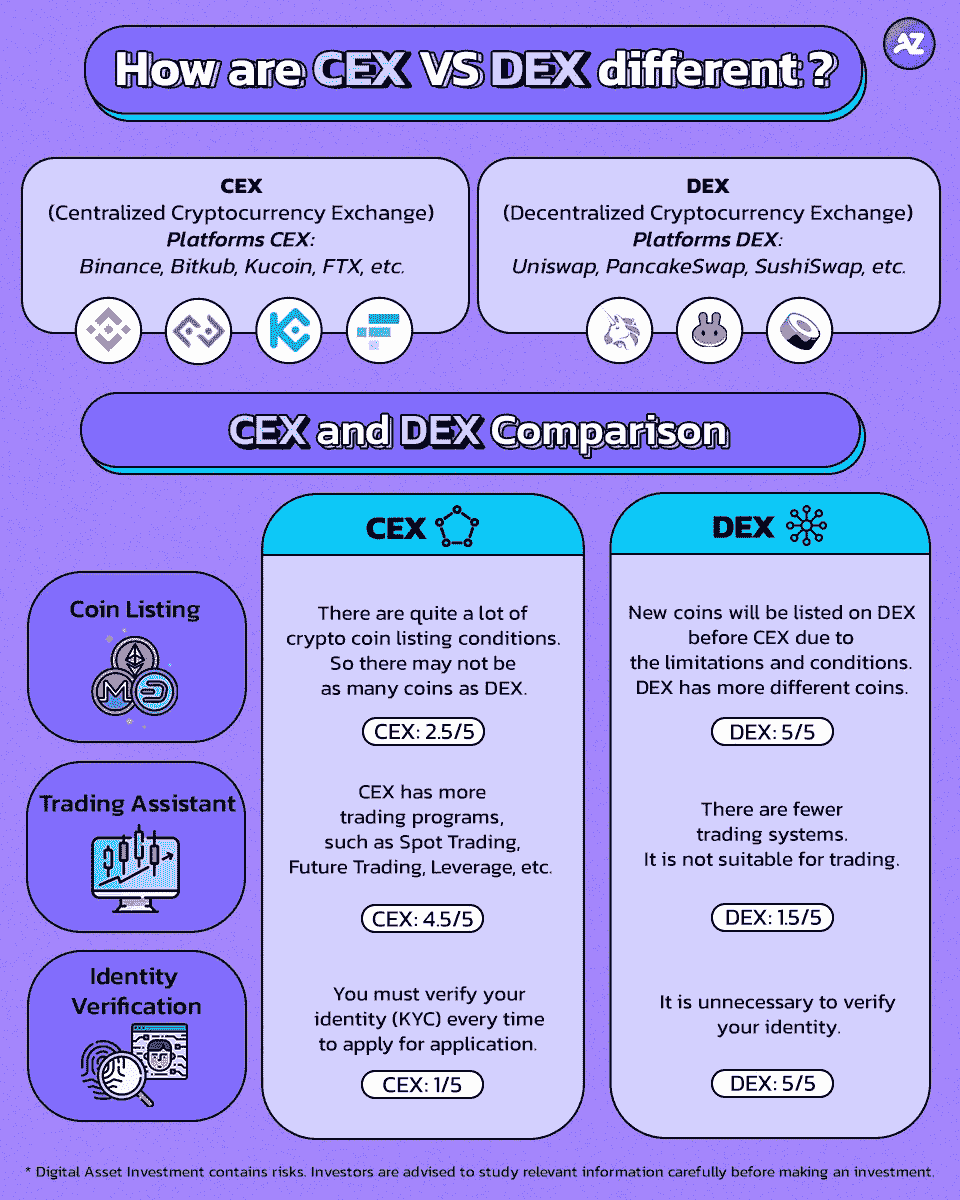 AZ
How are CEX VS DEX different ?
CEX
(Centralized Cryptocurrency Exchange)
Platforms CEX:
Binance, Bitkub, Kucoin, FTX, etc.
DEX
(Decentralized Cryptocurrency Exchange)
Platforms DEX:
Uniswap, PancakeSwap, SushiSwap, etc.
CEX and DEX Comparison
CEX
DEX
Coin Listing
There are quite a lot of
crypto coin listing conditions.
So there may not be
as many coins as DEX.
CEX: 2.5/5
New coins will be listed on DEX
before CEX due to
the limitations and conditions.
DEX has more different coins.
DEX: 5/5
Trading Assistant
CEX has more
trading programs,
such as Spot Trading,
Future Trading, Leverage, etc.
CEX: 4.5/5
There are fewer
trading systems.
It is not suitable for trading.
DEX: 1.5/5
Identity
Verification
You must verify your
identity (KYC) every time
to apply for application.
CEX: 1/5
It is unnecessary to verify
your identity.
DEX: 5/5
* Digital Asset Investment contains risks. Investors are advised to study relevant information carefully before making an investment.